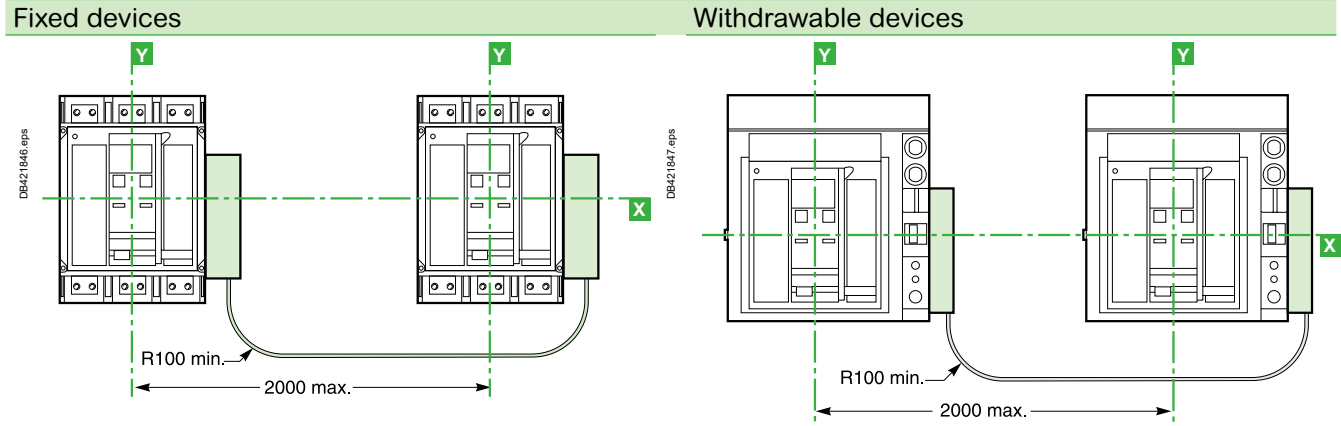 Fixed devices
Y
Y
DB421846.eps
X
R100 min.
2000 max.
Withdrawable devices
Y
Y
DB421847.eps
X
R100 min.
2000 max.